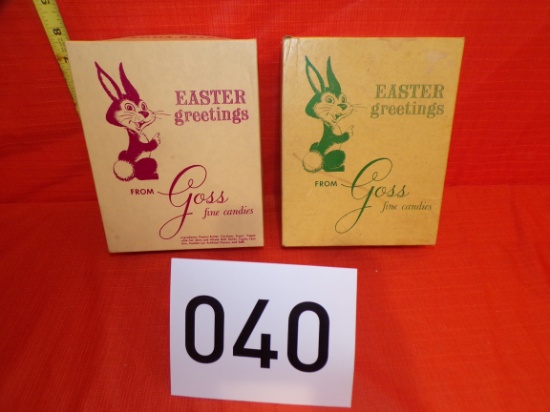 EASTER
greetings
FROM Goss
fine candies
EASTER
greetings
FROM Goss
fine candies
040